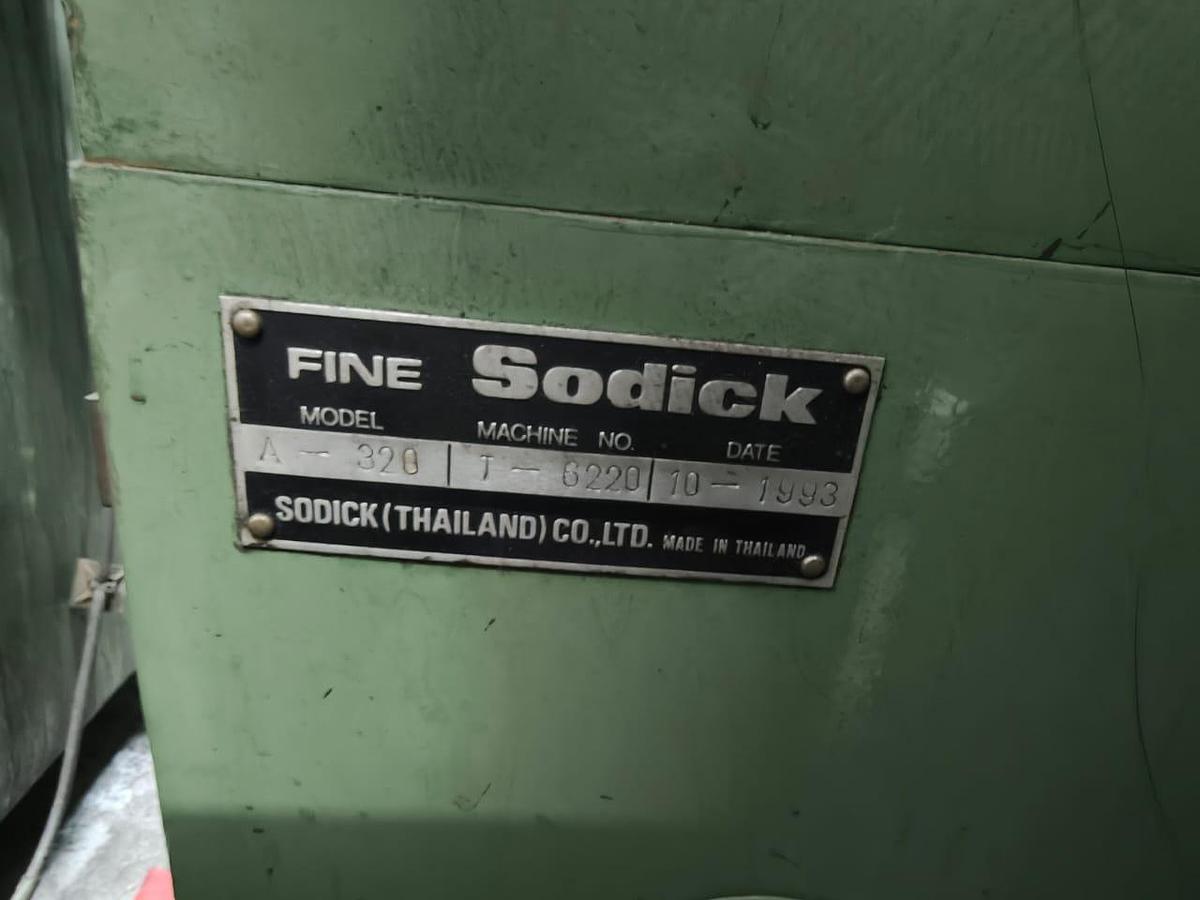 FINE Sodick
MODEL MACHINE NO. DATE
A - 320 T - 6220 10 - 1993
SODICK (THAILAND) CO.,LTD. MADE IN THAILAND